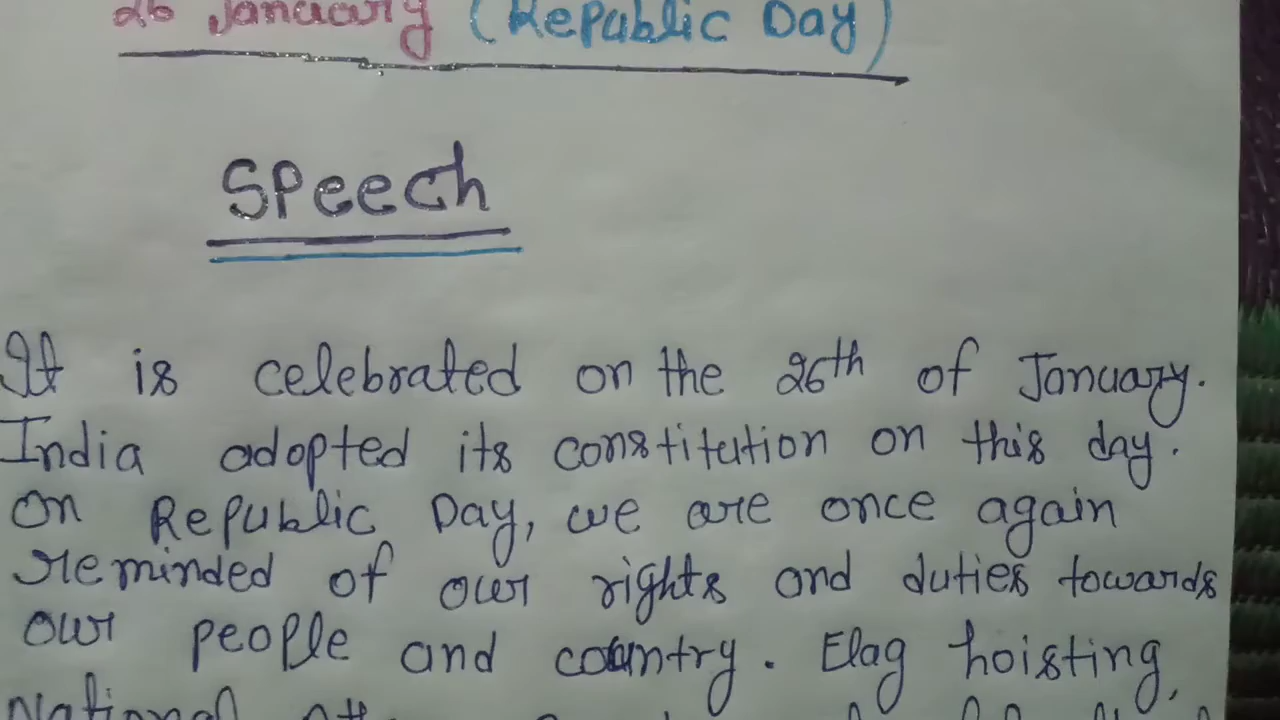 26 January (Republic Day)
Speech
It is celebrated on the 26th of January.
India adopted its constitution on this day.
On Republic Day, we are once again
reminded of our rights and duties towards
our people and country. Flag hoisting,
National